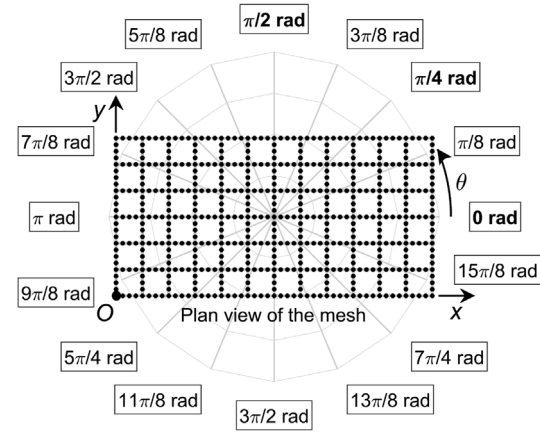 π/2 rad
5π/8 rad
3π/8 rad
3π/2 rad
π/4 rad
y
7π/8 rad
π/8 rad
θ
π rad
0 rad
15π/8 rad
9π/8 rad
O
Plan view of the mesh
x
5π/4 rad
7π/4 rad
11π/8 rad
13π/8 rad
3π/2 rad